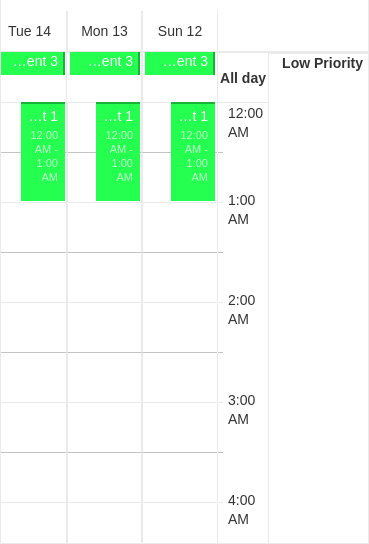 Tue 14 Mon 13 Sun 12
...ent 3 ...ent 3 ...ent 3
All day Low Priority
...t 1 ...t 1 ...t 1
12:00 12:00 12:00
AM - AM - AM -
1:00 1:00 1:00
AM AM AM
12:00
AM
1:00
AM
2:00
AM
3:00
AM
4:00
AM